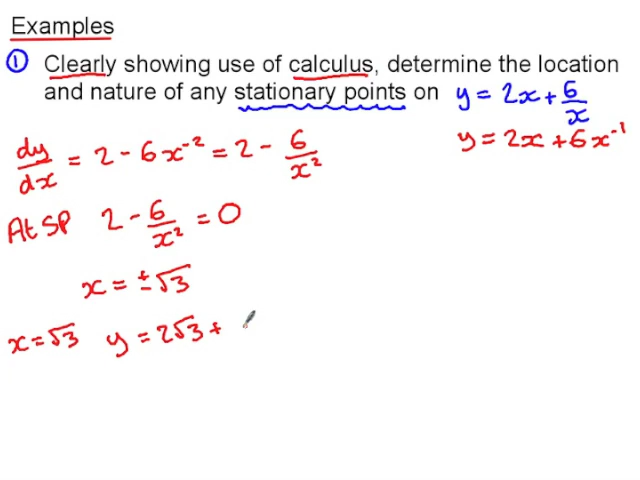 Examples
① Clearly showing use of calculus, determine the location
and nature of any stationary points on y = 2x + 6/x
y = 2x + 6x⁻¹
dy/dx = 2 - 6x⁻² = 2 - 6/x²
At SP 2 - 6/x² = 0
x = ±√3
x = √3 y = 2√3 +